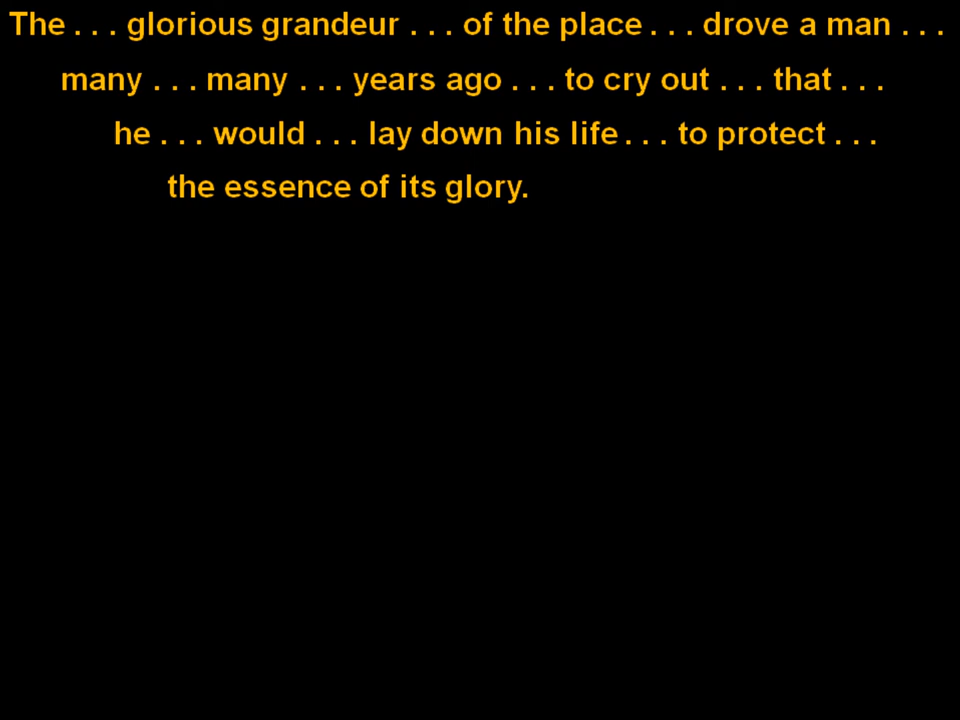 The . . . glorious grandeur . . . of the place . . . drove a man . . .
many . . . many . . . years ago . . . to cry out . . . that . . .
he . . . would . . . lay down his life . . . to protect . . .
the essence of its glory.